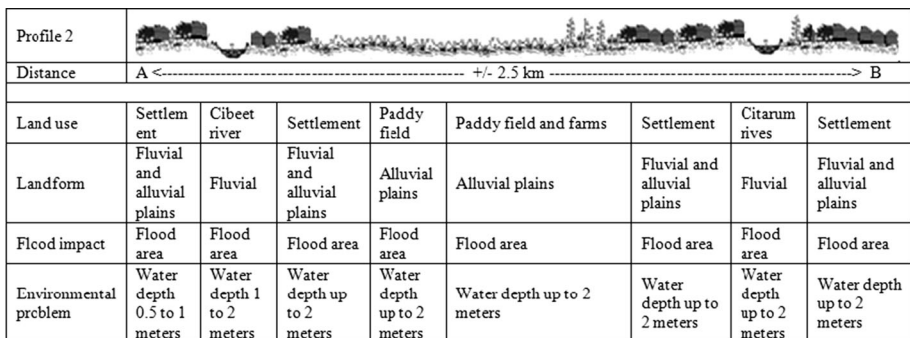 Profile 2
Distance
A <--- +/- 2.5 km ---> B
Land use
Settlem
ent
Cibeet
river
Settlement
Paddy
field
Paddy field and farms
Settlement
Citarum
rives
Settlement
Landform
Fluvial
and
alluvial
plains
Fluvial
Fluvial
and
alluvial
plains
Alluvial
plains
Alluvial plains
Fluvial and
alluvial
plains
Fluvial
Fluvial and
alluvial
plains
Flcod impact
Flood
area
Flood
area
Flood area
Flood
area
Flood area
Flood area
Flood
area
Flood area
Environmental
prcblem
Water
depth
0.5 to 1
meters
Water
depth 1
to 2
meters
Water
depth up
to 2
meters
Water
depth
up to 2
meters
Water depth up to 2
meters
Water
depth up to
2 meters
Water
depth
up to 2
meters
Water depth
up to 2
meters